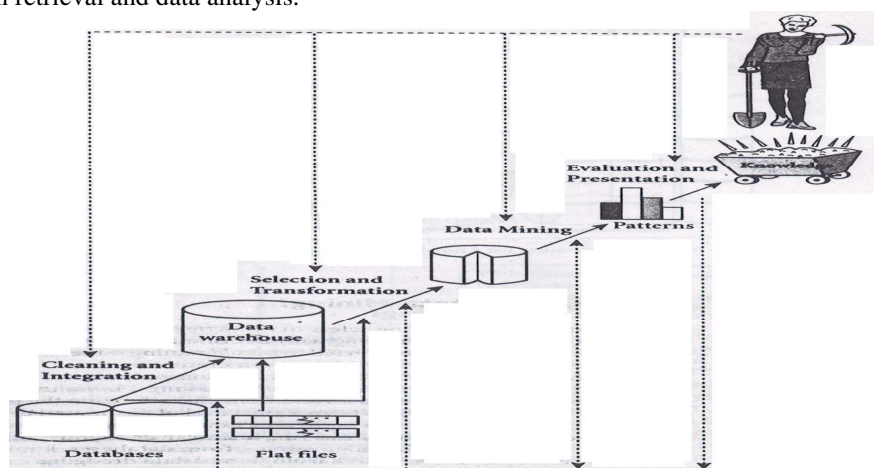 retrieval and data analysis.
Knowledge
Evaluation and
Presentation
Data Mining
Patterns
Selection and
Transformation
Data
warehouse
Cleaning and
Integration
Databases
Flat files